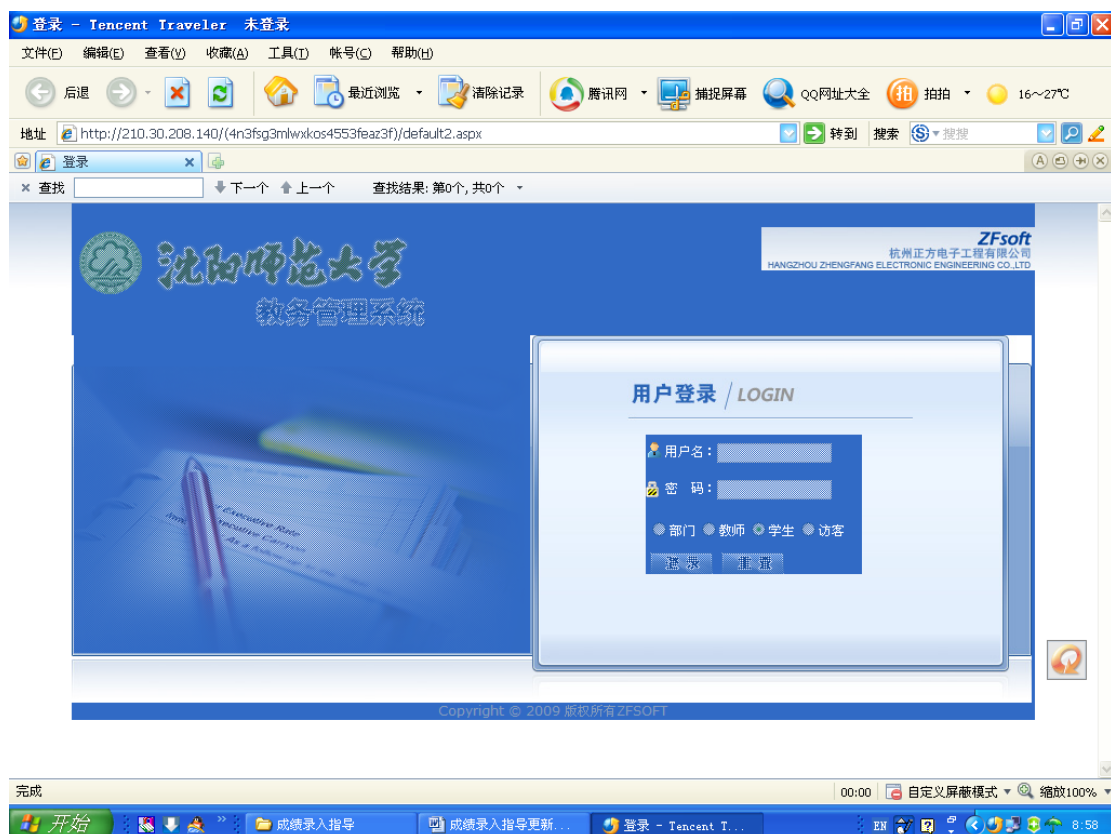 登录 - Tencent Traveler 未登录
文件(F) 编辑(E) 查看(V) 收藏(A) 工具(T) 帐号(C) 帮助(H)
后退 最近浏览 清除记录 腾讯网 捕捉屏幕 QQ网址大全 拍拍 16~27℃
地址 http://210.30.208.140/(4n3fsg3mlwxkos4553feaz3f)/default2.aspx 转到 搜索 搜搜
登录
查找 下一个 上一个 查找结果: 第0个, 共0个
沈阳师范大学
教务管理系统
ZFsoft
杭州正方电子工程有限公司
HANGZHOU ZHENGFANG ELECTRONIC ENGINEERING CO.,LTD
用户登录 / LOGIN
用户名：
密 码：
部门 教师 学生 访客
登 录 重 置
Executive Rate
Executive Carryon
As a follow-up
Copyright © 2009 版权所有ZFSOFT
完成 00:00 自定义屏蔽模式 缩放100%
开始 成绩录入指导 成绩录入指导更新... 登录 - Tencent T... EN 8:58